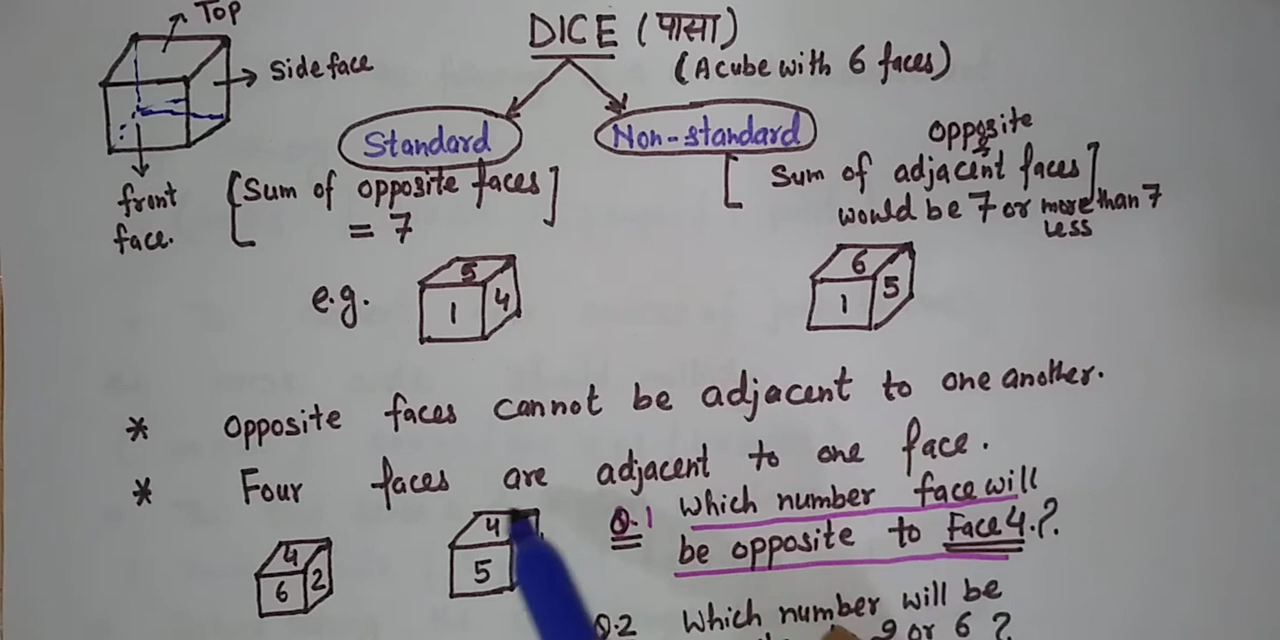 Top
DICE (पासा)
(A cube with 6 faces)
Side face
front
face.
Standard
Non-standard
[Sum of opposite faces]
= 7
opposite
[Sum of adjacent faces]
would be 7 or more than 7
less
e.g.
5
1 4
6
1 5
* Opposite faces cannot be adjacent to one another.
* Four faces are adjacent to one face.
4
6 2
4
5
Q.1 Which number face will
be opposite to Face 4.?
Q.2 Which number will be
or 6 ?